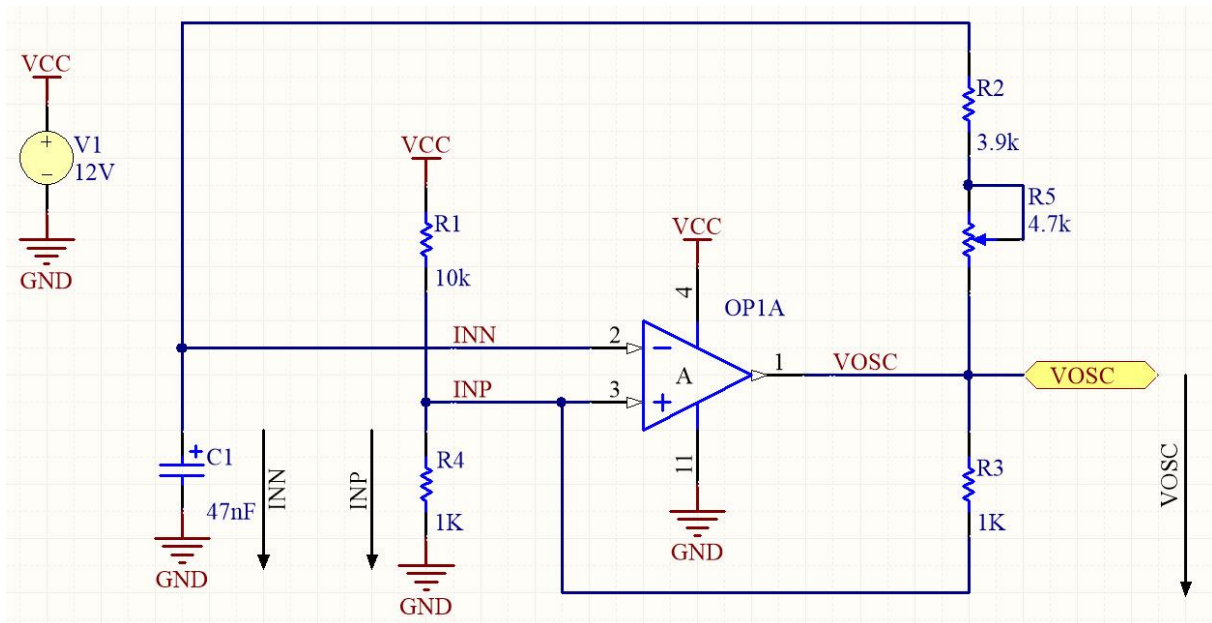 VCC
V1
12V
+
−
GND
VCC
R1
10k
INN
INP
2
3
−
+
A
VCC
4
OP1A
1
VOSC
11
GND
R2
3.9k
R5
4.7k
VOSC
VOSC
R3
1K
R4
1K
GND
+
C1
47nF
GND
INN
INP